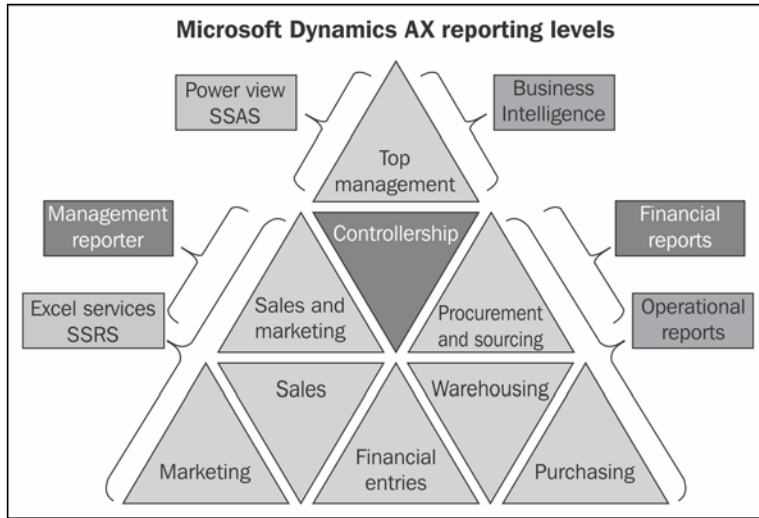 Microsoft Dynamics AX reporting levels
Power view
SSAS
Business
Intelligence
Top
management
Management
reporter
Controllership
Financial
reports
Excel services
SSRS
Sales and
marketing
Procurement
and sourcing
Operational
reports
Sales
Warehousing
Marketing
Financial
entries
Purchasing